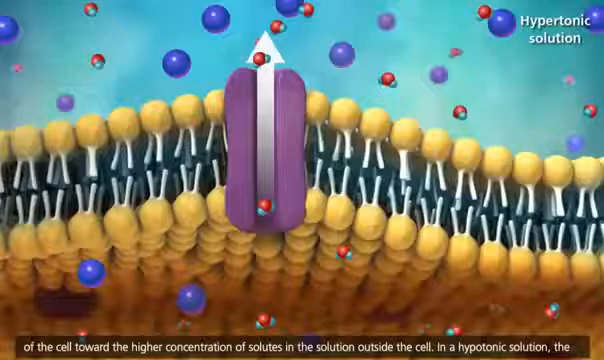 Hypertonic
solution
of the cell toward the higher concentration of solutes in the solution outside the cell. In a hypotonic solution, the